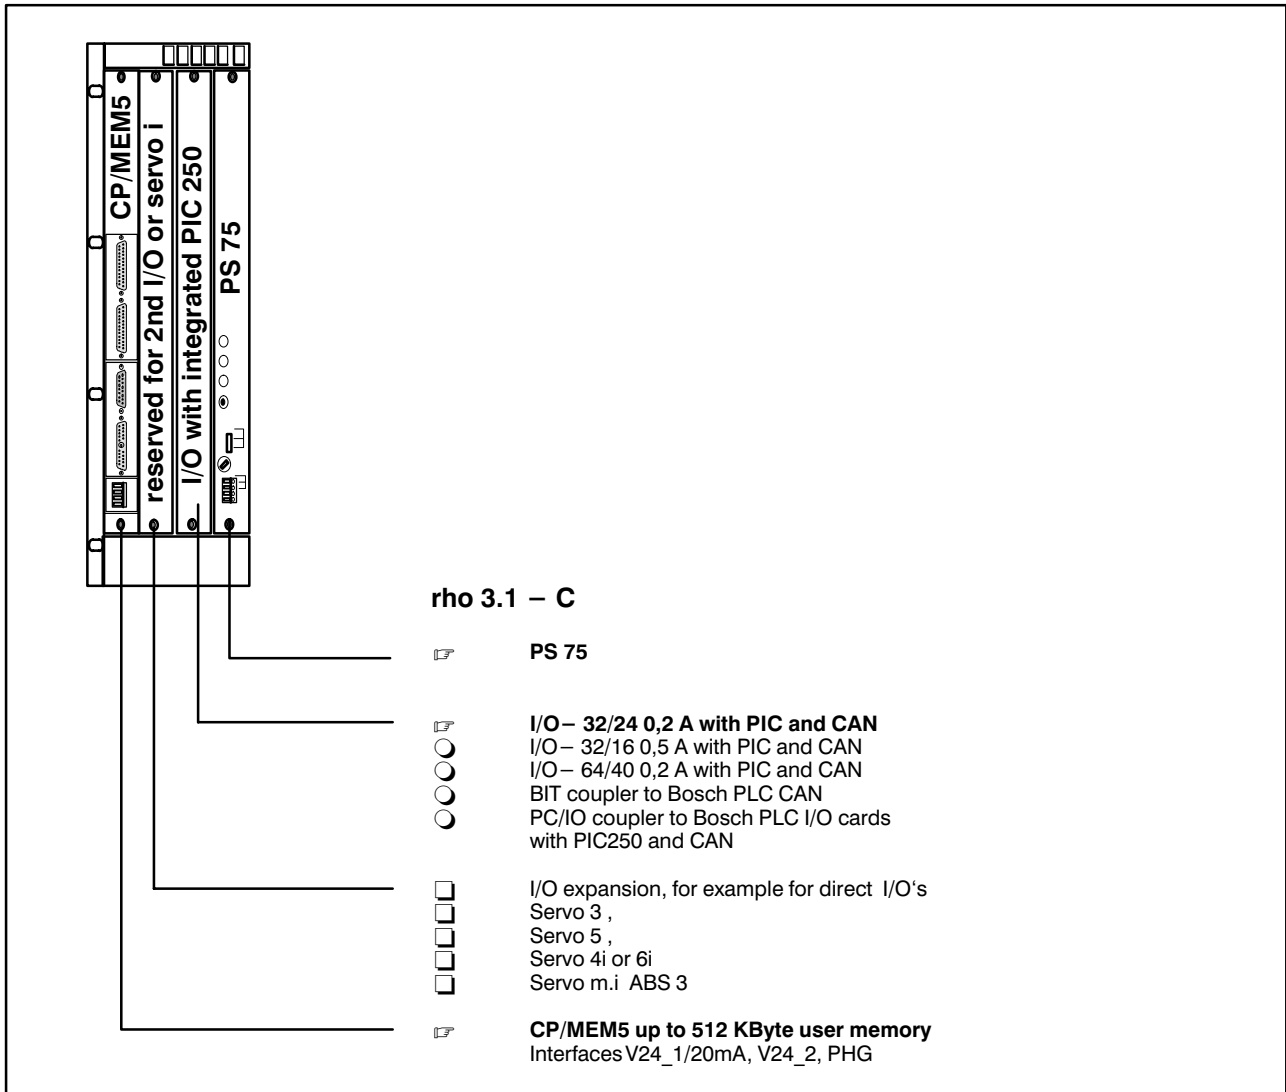 CP/MEM5
reserved for 2nd I/O or servo i
I/O with integrated PIC 250
PS 75
rho 3.1 – C
☞ PS 75
☞ I/O– 32/24 0,2 A with PIC and CAN
❍ I/O– 32/16 0,5 A with PIC and CAN
❍ I/O– 64/40 0,2 A with PIC and CAN
❍ BIT coupler to Bosch PLC CAN
❍ PC/IO coupler to Bosch PLC I/O cards
with PIC250 and CAN
❏ I/O expansion, for example for direct I/O‘s
❏ Servo 3 ,
❏ Servo 5 ,
❏ Servo 4i or 6i
❏ Servo m.i ABS 3
☞ CP/MEM5 up to 512 KByte user memory
Interfaces V24_1/20mA, V24_2, PHG